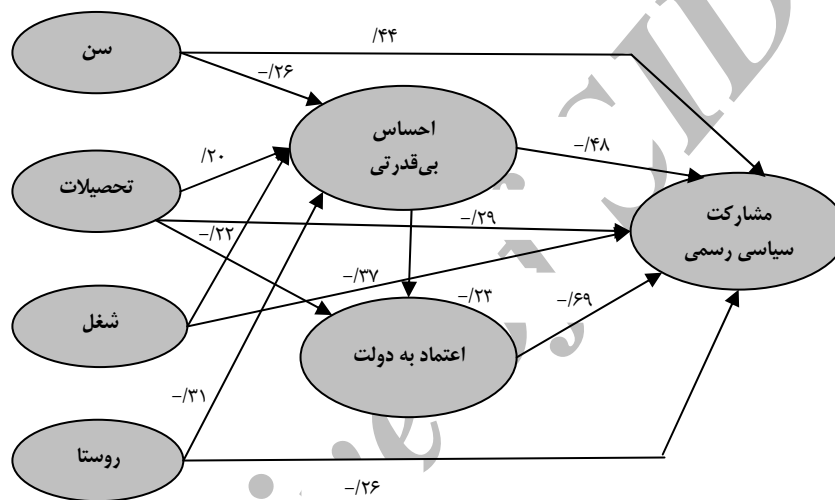 سن
/۴۴
-/۲۶
احساس
بی‌قدرتی
/۲۰
-/۴۸
تحصیلات
مشارکت
سیاسی رسمی
-/۲۹
-/۲۲
-/۳۷
-/۲۳
-/۶۹
شغل
اعتماد به دولت
-/۳۱
روستا
-/۲۶